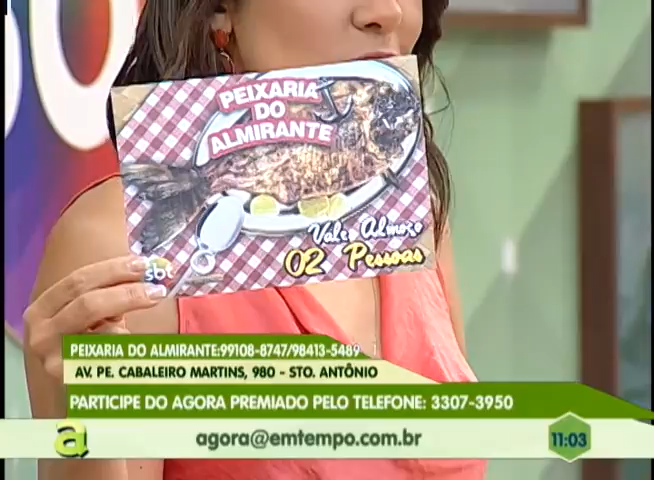 PEIXARIA
DO
ALMIRANTE
Vale Almoço
02 Pessoas
sbt
PEIXARIA DO ALMIRANTE:99108-8747/98413-5489
AV. PE. CABALEIRO MARTINS, 980 - STO. ANTÔNIO
PARTICIPE DO AGORA PREMIADO PELO TELEFONE: 3307-3950
a agora@emtempo.com.br 11:03